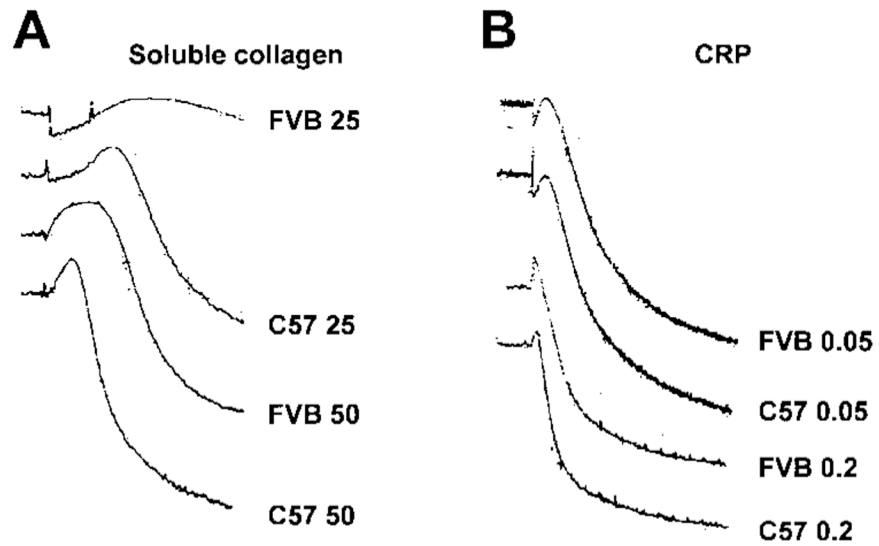 A
Soluble collagen
FVB 25
C57 25
FVB 50
C57 50
B
CRP
FVB 0.05
C57 0.05
FVB 0.2
C57 0.2